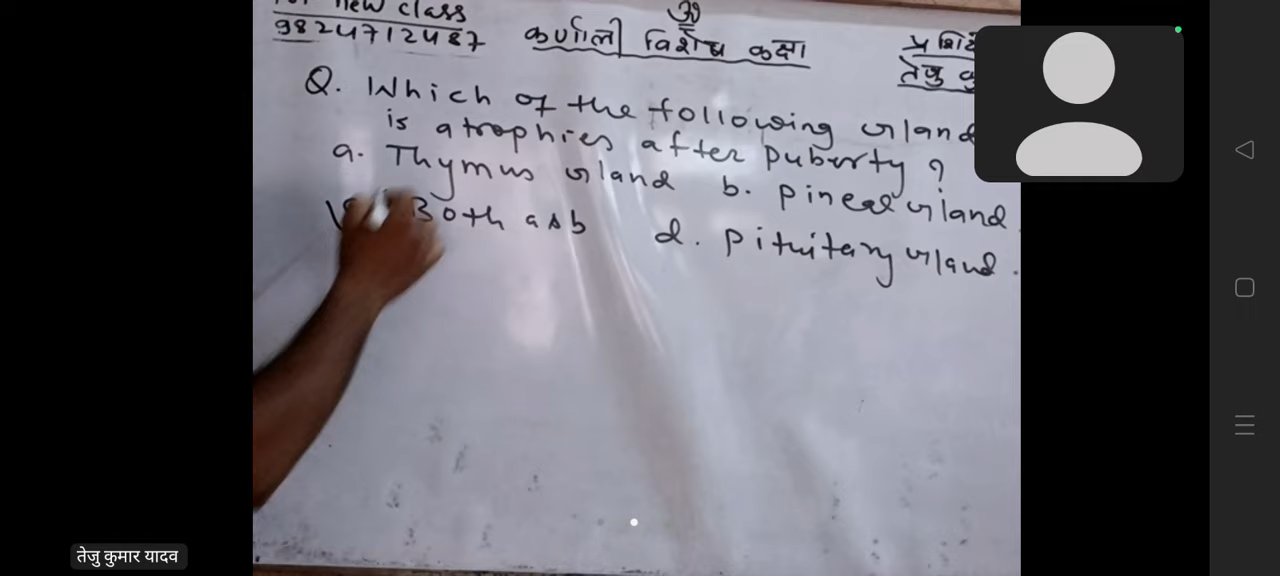 new class
9824712487
ॐ
कर्णाली विशेष कक्षा
तेजु
Q. Which of the following gland
is atrophies after puberty?
a. Thymus gland b. pineal gland
Both a & b d. pituitary gland.
तेजु कुमार यादव